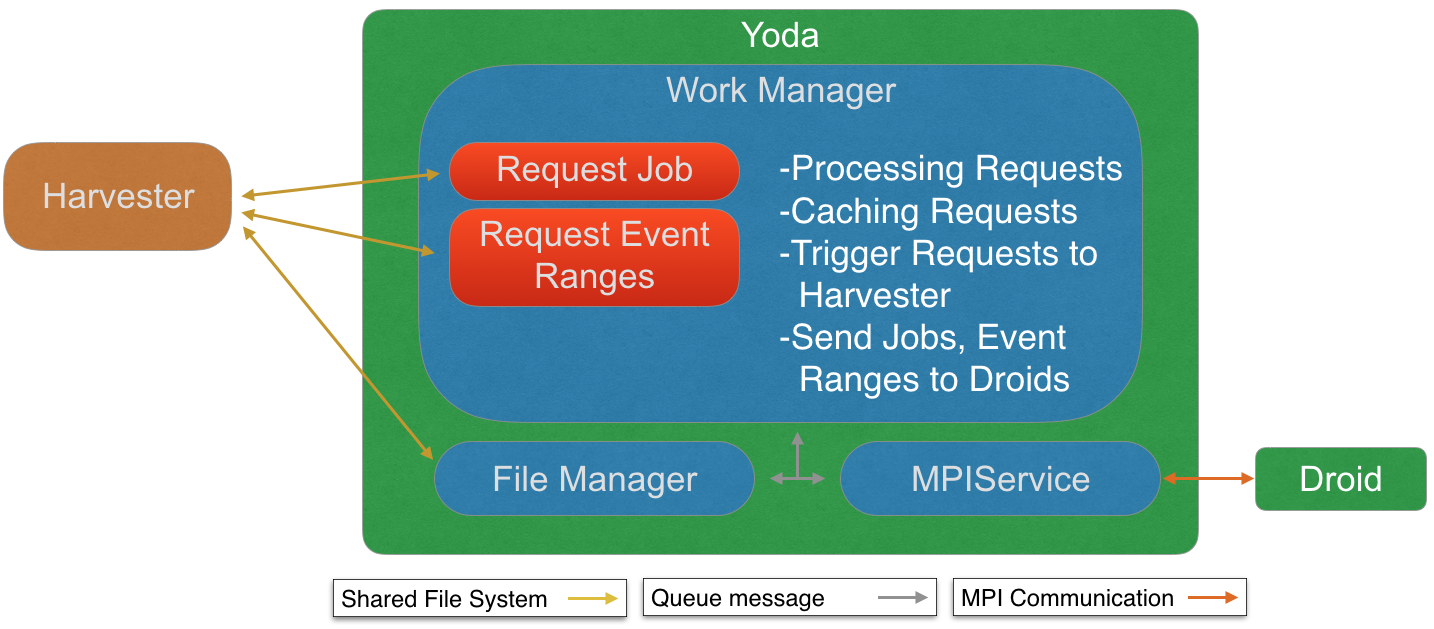 Yoda
Work Manager
Harvester
Request Job
Request Event
Ranges
-Processing Requests
-Caching Requests
-Trigger Requests to
Harvester
-Send Jobs, Event
Ranges to Droids
File Manager
MPIService
Droid
Shared File System
Queue message
MPI Communication